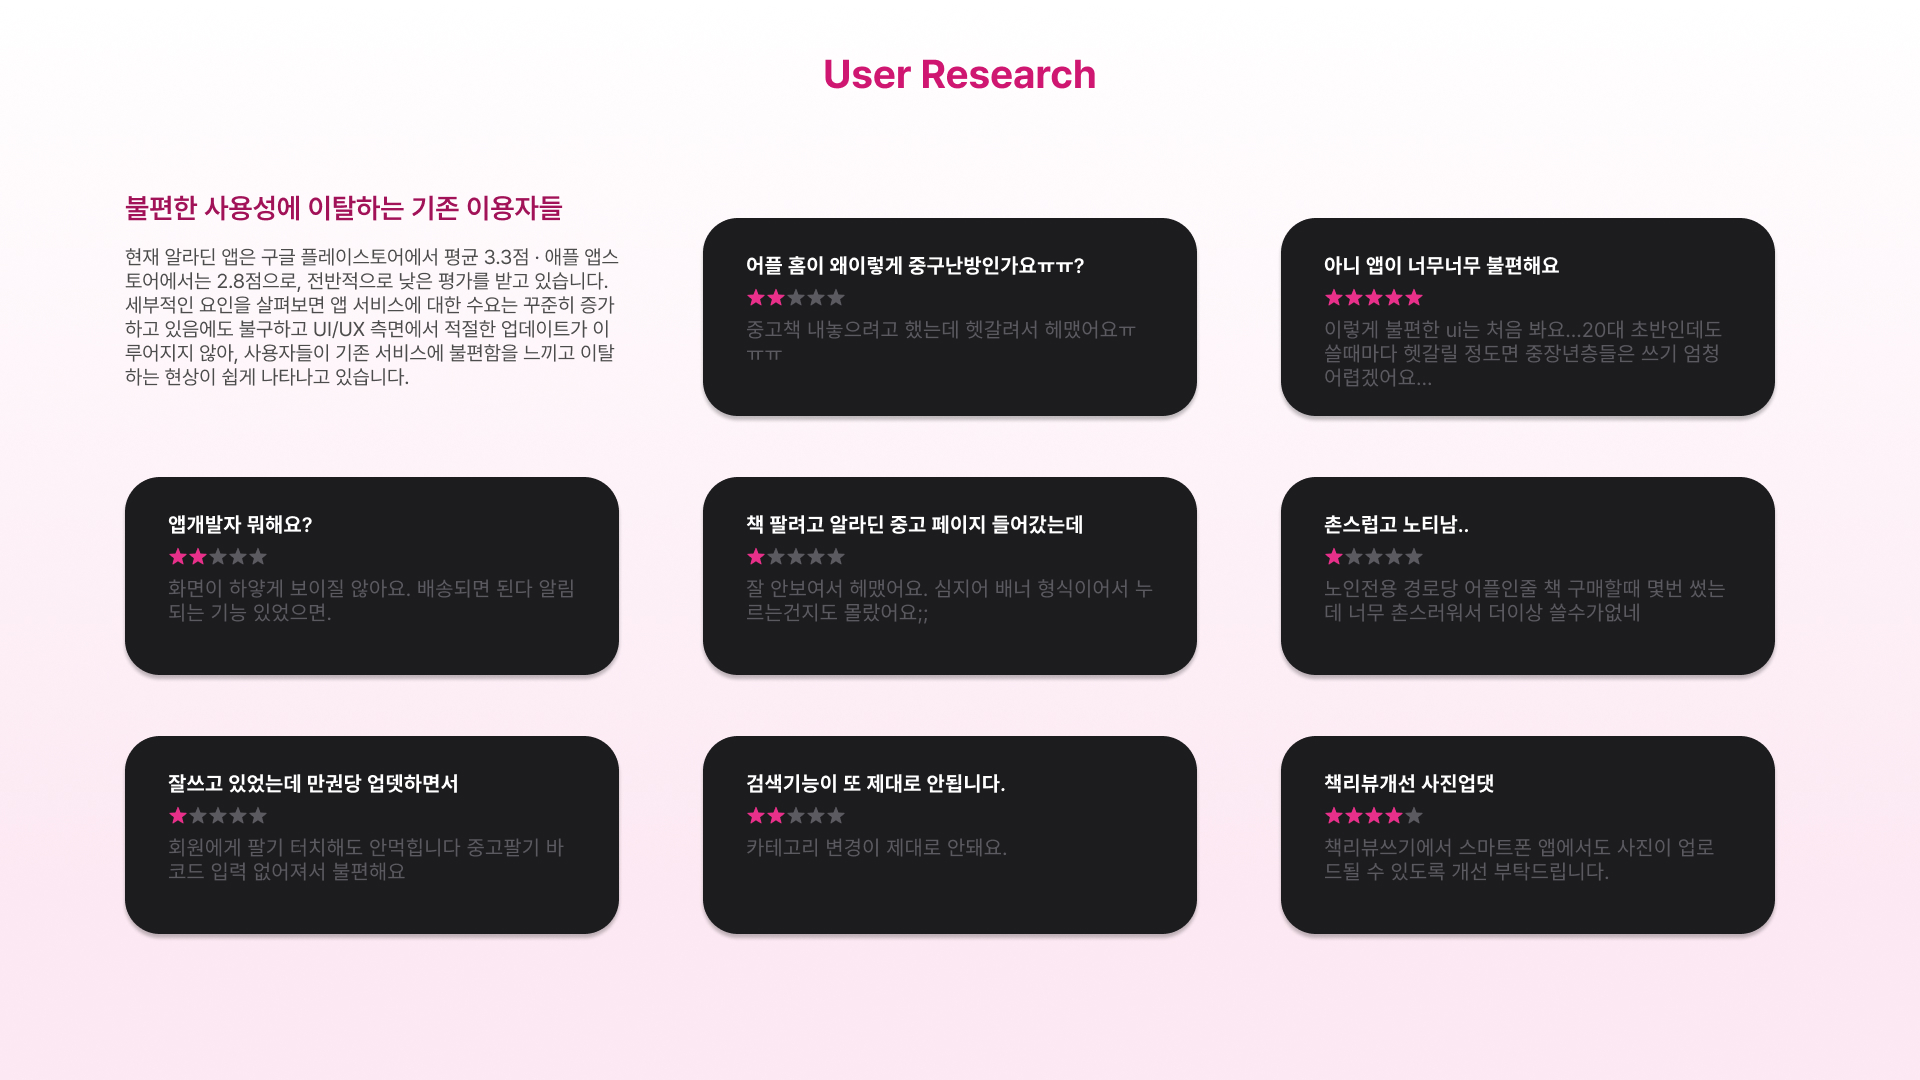 User Research
불편한 사용성에 이탈하는 기존 이용자들
현재 알라딘 앱은 구글 플레이스토어에서 평균 3.3점 · 애플 앱스
토어에서는 2.8점으로, 전반적으로 낮은 평가를 받고 있습니다.
세부적인 요인을 살펴보면 앱 서비스에 대한 수요는 꾸준히 증가
하고 있음에도 불구하고 UI/UX 측면에서 적절한 업데이트가 이
루어지지 않아, 사용자들이 기존 서비스에 불편함을 느끼고 이탈
하는 현상이 쉽게 나타나고 있습니다.
어플 홈이 왜이렇게 중구난방인가요ㅠㅠ?
중고책 내놓으려고 했는데 헷갈려서 헤맸어요ㅠ
ㅠㅠ
아니 앱이 너무너무 불편해요
이렇게 불편한 ui는 처음 봐요...20대 초반인데도
쓸때마다 헷갈릴 정도면 중장년층들은 쓰기 엄청
어렵겠어요...
앱개발자 뭐해요?
화면이 하얗게 보이질 않아요. 배송되면 된다 알림
되는 기능 있었으면.
책 팔려고 알라딘 중고 페이지 들어갔는데
잘 안보여서 헤맸어요. 심지어 배너 형식이어서 누
르는건지도 몰랐어요;;
촌스럽고 노티남..
노인전용 경로당 어플인줄 책 구매할때 몇번 썼는
데 너무 촌스러워서 더이상 쓸수가없네
잘쓰고 있었는데 만권당 업뎃하면서
회원에게 팔기 터치해도 안먹힙니다 중고팔기 바
코드 입력 없어져서 불편해요
검색기능이 또 제대로 안됩니다.
카테고리 변경이 제대로 안돼요.
책리뷰개선 사진업댓
책리뷰쓰기에서 스마트폰 앱에서도 사진이 업로
드될 수 있도록 개선 부탁드립니다.